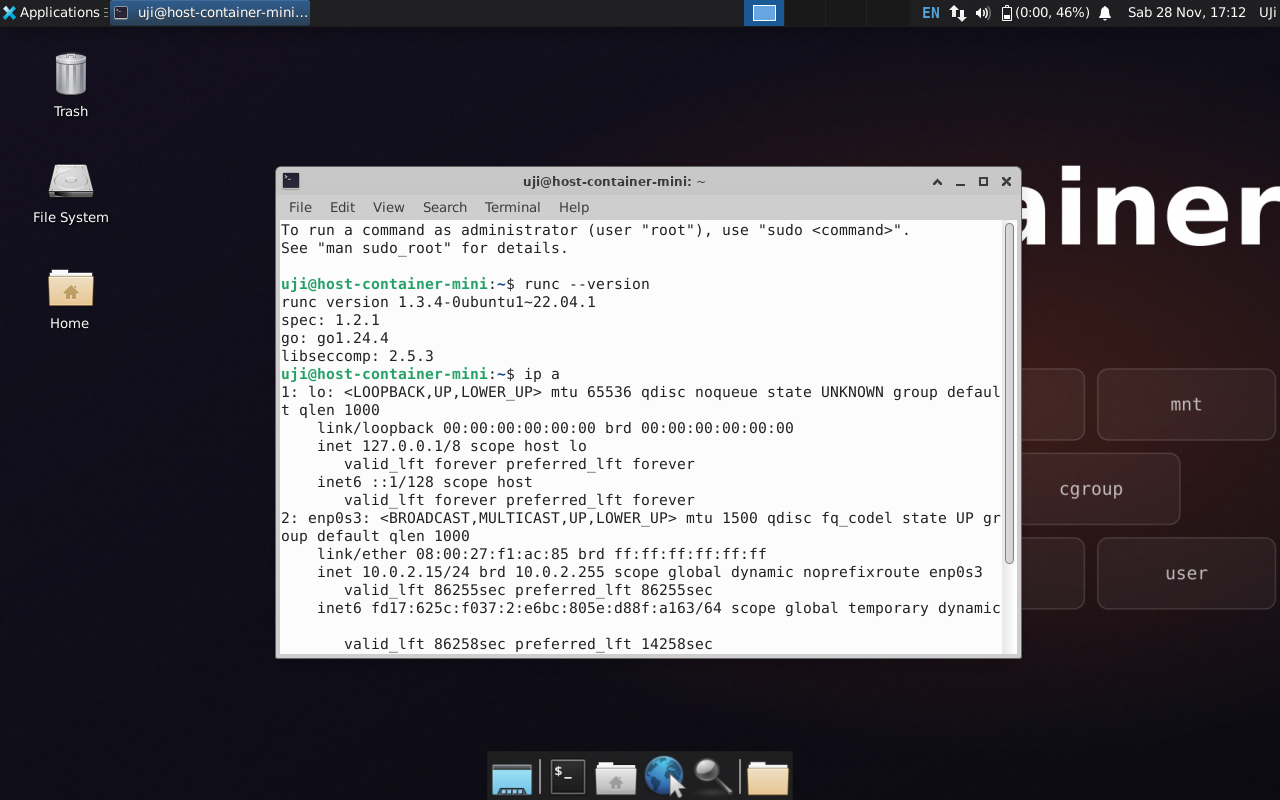 Applications
uji@host-container-mini...
EN
(0:00, 46%)
Sab 28 Nov, 17:12
UJi
Trash
File System
Home
ainer
mnt
cgroup
user
uji@host-container-mini: ~
File Edit View Search Terminal Help
To run a command as administrator (user "root"), use "sudo <command>".
See "man sudo_root" for details.
uji@host-container-mini:~$ runc --version
runc version 1.3.4-0ubuntu1~22.04.1
spec: 1.2.1
go: go1.24.4
libseccomp: 2.5.3
uji@host-container-mini:~$ ip a
1: lo: <LOOPBACK,UP,LOWER_UP> mtu 65536 qdisc noqueue state UNKNOWN group defaul
t qlen 1000
link/loopback 00:00:00:00:00:00 brd 00:00:00:00:00:00
inet 127.0.0.1/8 scope host lo
valid_lft forever preferred_lft forever
inet6 ::1/128 scope host
valid_lft forever preferred_lft forever
2: enp0s3: <BROADCAST,MULTICAST,UP,LOWER_UP> mtu 1500 qdisc fq_codel state UP gr
oup default qlen 1000
link/ether 08:00:27:f1:ac:85 brd ff:ff:ff:ff:ff:ff
inet 10.0.2.15/24 brd 10.0.2.255 scope global dynamic noprefixroute enp0s3
valid_lft 86255sec preferred_lft 86255sec
inet6 fd17:625c:f037:2:e6bc:805e:d88f:a163/64 scope global temporary dynamic
valid_lft 86258sec preferred_lft 14258sec
$_